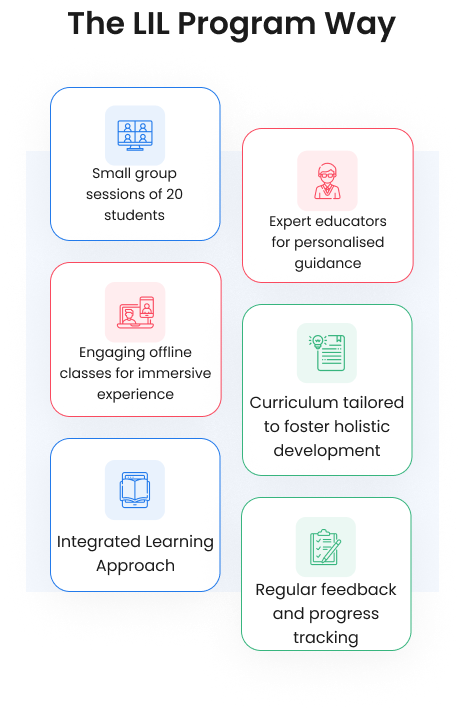 The LIL Program Way
Small group
sessions of 20
students
Expert educators
for personalised
guidance
Engaging offline
classes for immersive
experience
Curriculum tailored
to foster holistic
development
Integrated Learning
Approach
Regular feedback
and progress
tracking